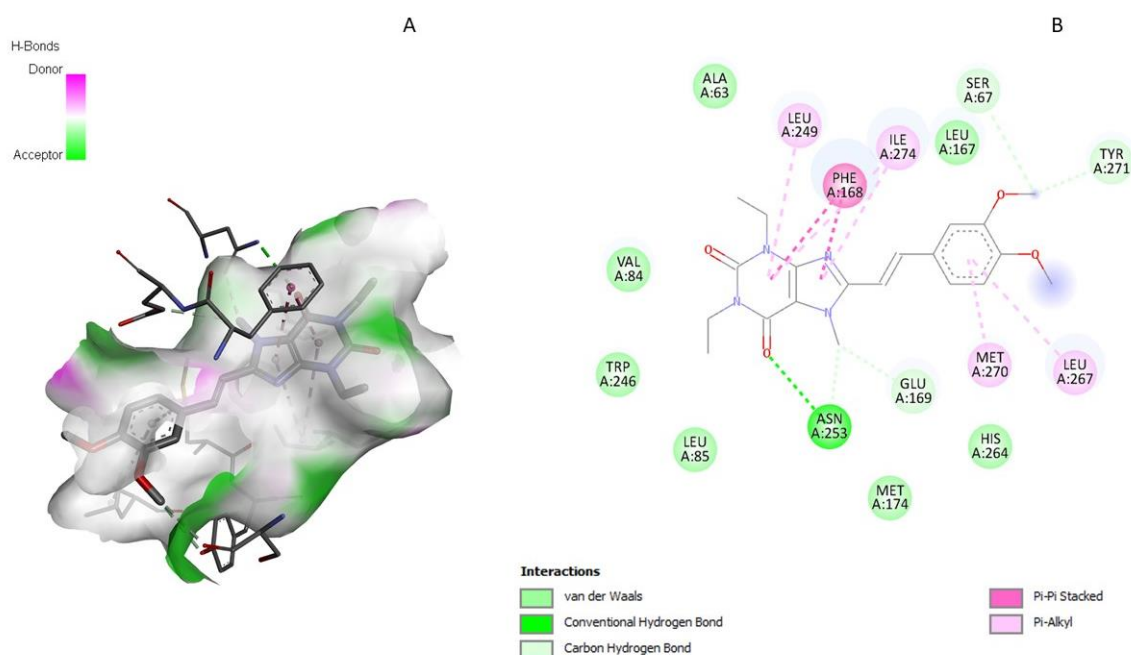 A
H-Bonds
Donor
Acceptor
B
ALA
A:63
LEU
A:249
PHE
A:168
ILE
A:274
LEU
A:167
SER
A:67
TYR
A:271
VAL
A:84
TRP
A:246
LEU
A:85
ASN
A:253
MET
A:174
GLU
A:169
MET
A:270
HIS
A:264
LEU
A:267
O
N
N
O
N
N
O
O
Interactions
van der Waals
Conventional Hydrogen Bond
Carbon Hydrogen Bond
Pi-Pi Stacked
Pi-Alkyl